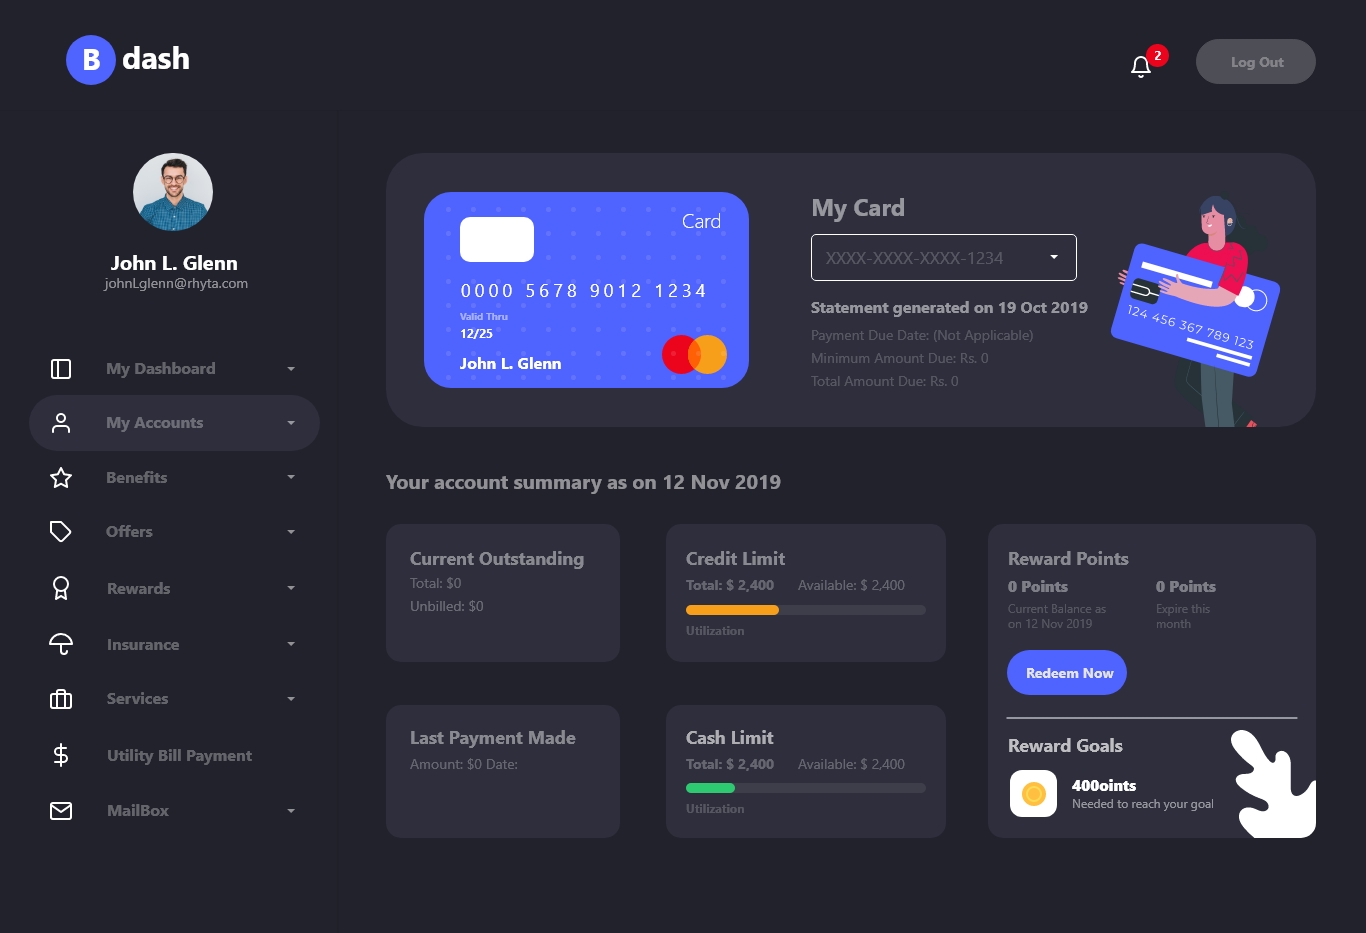 B dash
2
Log Out
John L. Glenn
johnLglenn@rhyta.com
My Dashboard
My Accounts
Benefits
Offers
Rewards
Insurance
Services
Utility Bill Payment
MailBox
Card
0000 5678 9012 1234
Valid Thru
12/25
John L. Glenn
My Card
XXXX-XXXX-XXXX-1234
Statement generated on 19 Oct 2019
Payment Due Date: (Not Applicable)
Minimum Amount Due: Rs. 0
Total Amount Due: Rs. 0
124 456 367 789 123
Your account summary as on 12 Nov 2019
Current Outstanding
Total: $0
Unbilled: $0
Credit Limit
Total: $ 2,400 Available: $ 2,400
Utilization
Reward Points
0 Points
Current Balance as
on 12 Nov 2019
0 Points
Expire this
month
Redeem Now
Last Payment Made
Amount: $0 Date:
Cash Limit
Total: $ 2,400 Available: $ 2,400
Utilization
Reward Goals
400oints
Needed to reach your goal